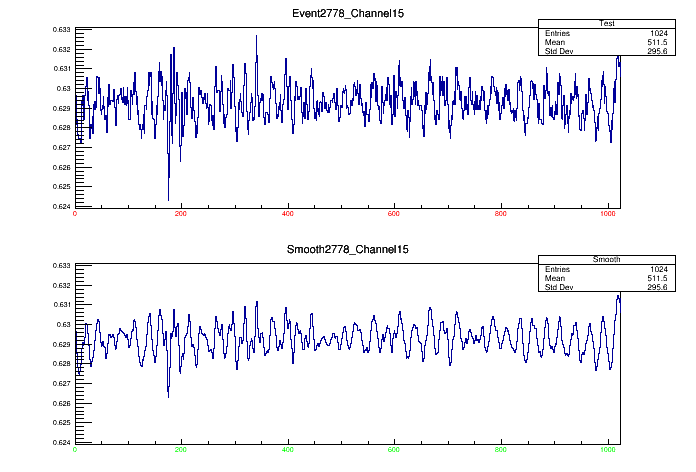 Event2778_Channel15
Test
Entries 1024
Mean 511.5
Std Dev 295.6
0.633
0.632
0.631
0.63
0.629
0.628
0.627
0.626
0.625
0.624
0 200 400 600 800 1000
Smooth2778_Channel15
Smooth
Entries 1024
Mean 511.5
Std Dev 295.6
0.633
0.632
0.631
0.63
0.629
0.628
0.627
0.626
0.625
0.624
0 200 400 600 800 1000